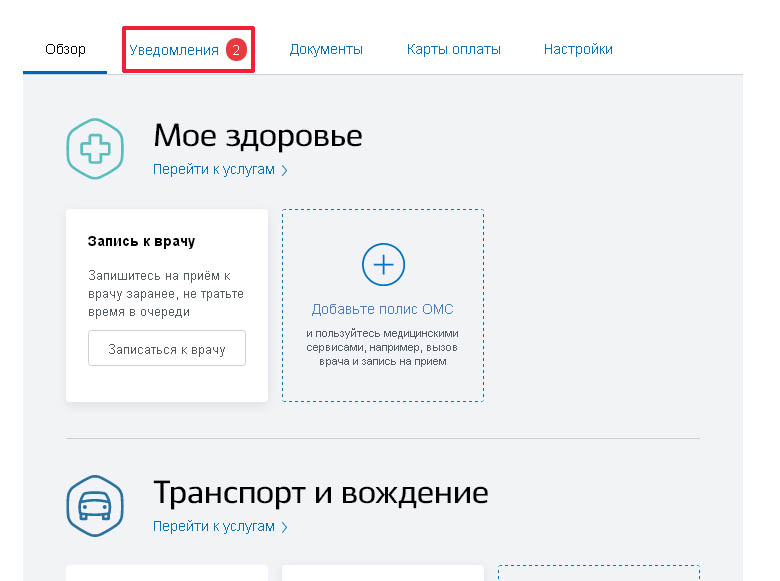 Обзор
Уведомления 2
Документы
Карты оплаты
Настройки
Мое здоровье
Перейти к услугам
Запись к врачу
Запишитесь на приём к
врачу заранее, не тратьте
время в очереди
Записаться к врачу
Добавьте полис ОМС
и пользуйтесь медицинскими
сервисами, например, вызов
врача и запись на прием
Транспорт и вождение
Перейти к услугам